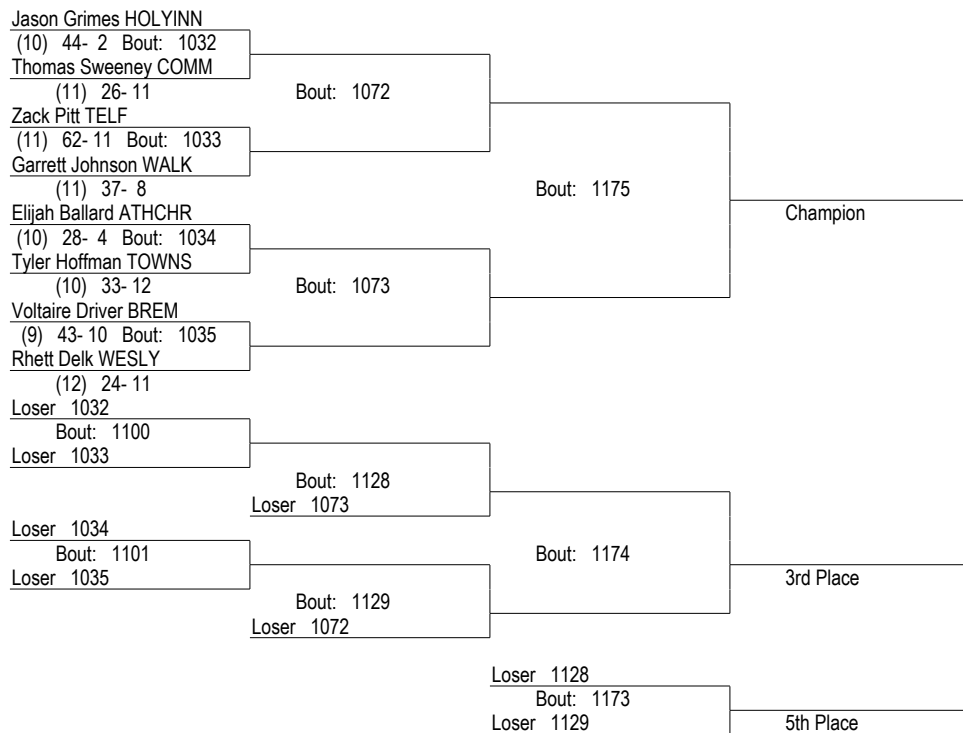 Jason Grimes HOLYINN
(10) 44- 2 Bout: 1032
Thomas Sweeney COMM
(11) 26- 11
Bout: 1072
Zack Pitt TELF
(11) 62- 11 Bout: 1033
Garrett Johnson WALK
(11) 37- 8
Bout: 1175
Elijah Ballard ATHCHR
Champion
(10) 28- 4 Bout: 1034
Tyler Hoffman TOWNS
(10) 33- 12
Bout: 1073
Voltaire Driver BREM
(9) 43- 10 Bout: 1035
Rhett Delk WESLY
(12) 24- 11
Loser 1032
Bout: 1100
Loser 1033
Bout: 1128
Loser 1073
Loser 1034
Bout: 1101
Bout: 1174
Loser 1035
3rd Place
Bout: 1129
Loser 1072
Loser 1128
Bout: 1173
Loser 1129
5th Place